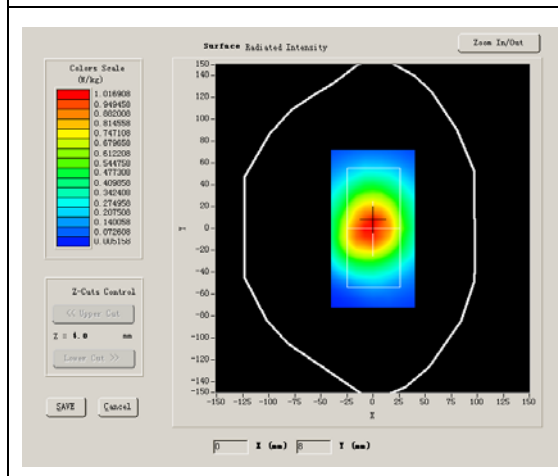 Surface Radiated Intensity
Zoom In/Out
Colors Scale
(W/kg)
1.016908
0.949458
0.882008
0.814558
0.747108
0.679658
0.612208
0.544758
0.477308
0.409858
0.342408
0.274958
0.207508
0.140058
0.072608
0.005158
Z-Cuts Control
<< Upper Cut
Z = 4.0 mm
Lower Cut >>
SAVE
Cancel
150
140
120
100
80
60
40
20
0
-20
-40
-60
-80
-100
-120
-140
-150
Y
-150 -125 -100 -75 -50 -25 0 25 50 75 100 125 150
X
0 X (mm) 8 Y (mm)